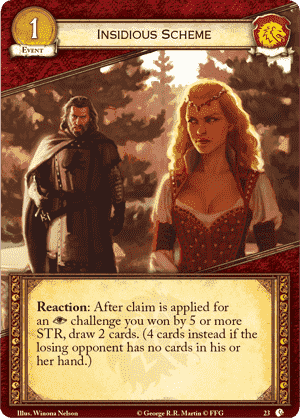 1
INSIDIOUS SCHEME
EVENT
Reaction: After claim is applied for
an challenge you won by 5 or more
STR, draw 2 cards. (4 cards instead if the
losing opponent has no cards in his or
her hand.)
Illus. Winona Nelson © George R.R. Martin © FFG 23